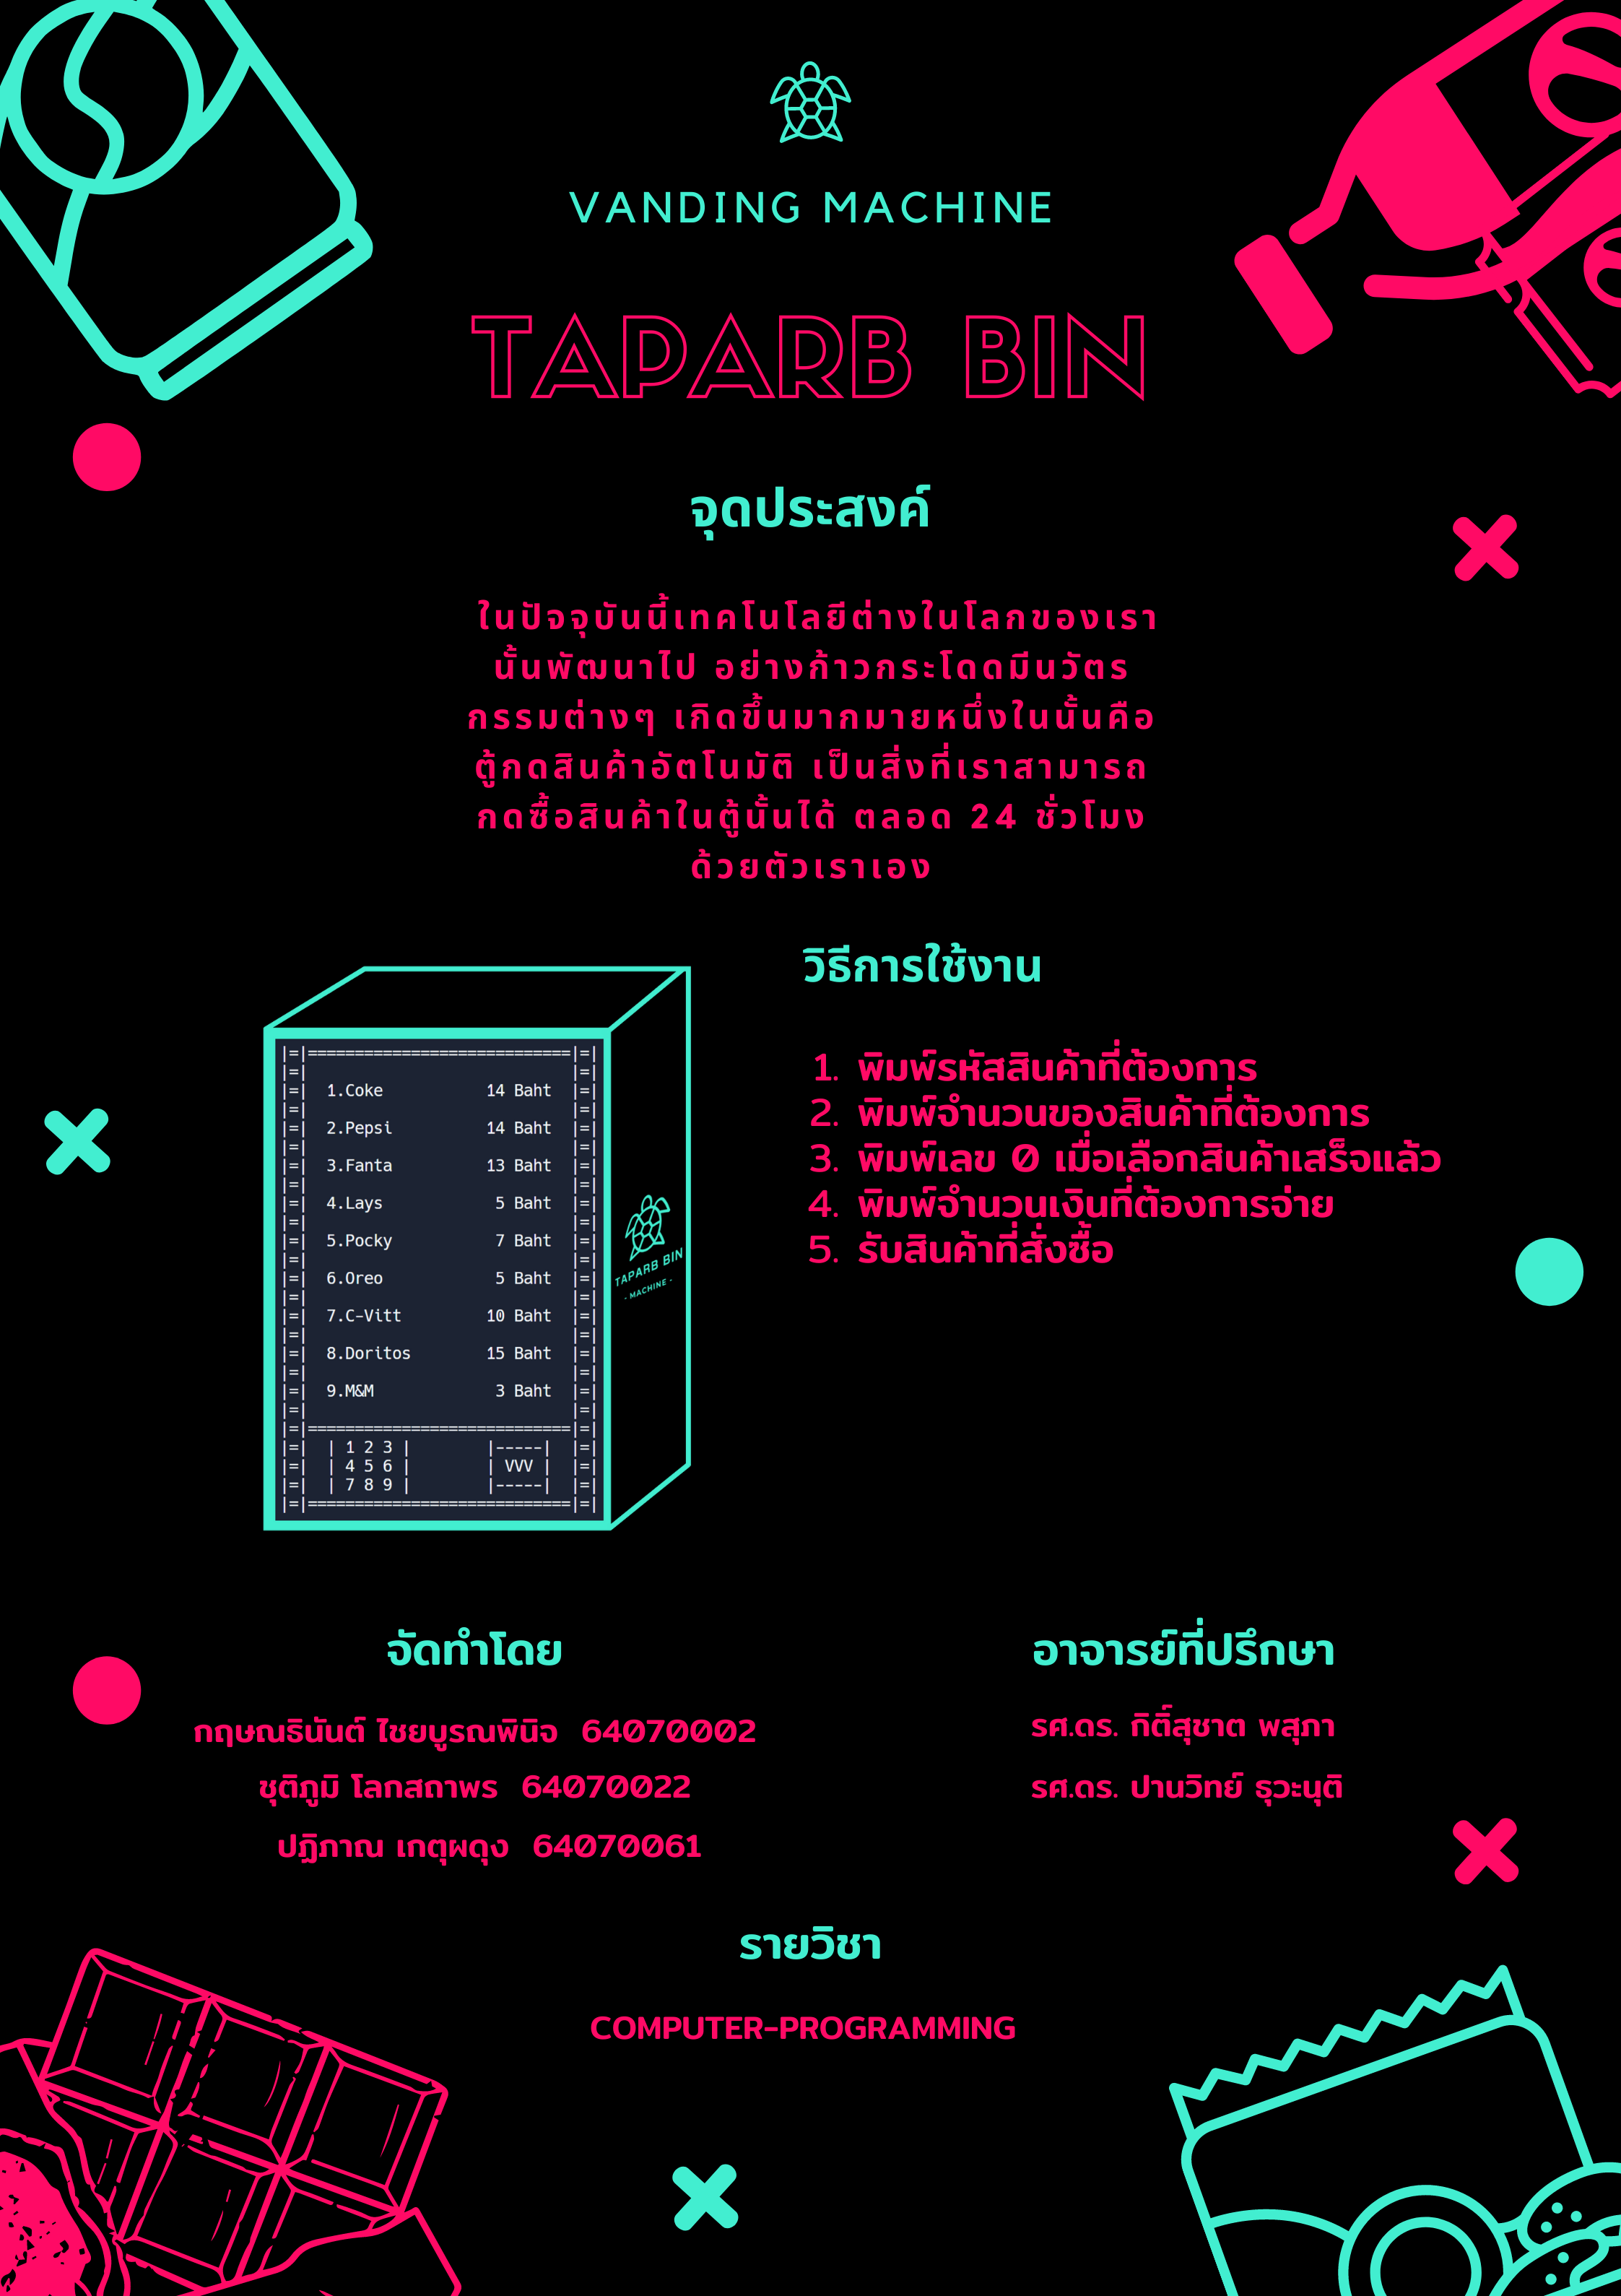 VANDING MACHINE
TAPARB BIN
จุดประสงค์
ในปัจจุบันนี้เทคโนโลยีต่างในโลกของเรา
นั้นพัฒนาไป อย่างก้าวกระโดดมีนวัตร
กรรมต่างๆ เกิดขึ้นมากมายหนึ่งในนั้นคือ
ตู้กดสินค้าอัตโนมัติ เป็นสิ่งที่เราสามารถ
กดซื้อสินค้าในตู้นั้นได้ ตลอด 24 ชั่วโมง
ด้วยตัวเราเอง
|=|============================|=|
|=| |=|
|=| 1.Coke 14 Baht |=|
|=| |=|
|=| 2.Pepsi 14 Baht |=|
|=| |=|
|=| 3.Fanta 13 Baht |=|
|=| |=|
|=| 4.Lays 5 Baht |=|
|=| |=|
|=| 5.Pocky 7 Baht |=|
|=| |=|
|=| 6.Oreo 5 Baht |=|
|=| |=|
|=| 7.C-Vitt 10 Baht |=|
|=| |=|
|=| 8.Doritos 15 Baht |=|
|=| |=|
|=| 9.M&M 3 Baht |=|
|=| |=|
|=|============================|=|
|=| | 1 2 3 | |-----| |=|
|=| | 4 5 6 | | VVV | |=|
|=| | 7 8 9 | |-----| |=|
|=|============================|=|
TAPARB BIN
- MACHINE -
วิธีการใช้งาน
1. พิมพ์รหัสสินค้าที่ต้องการ
2. พิมพ์จำนวนของสินค้าที่ต้องการ
3. พิมพ์เลข 0 เมื่อเลือกสินค้าเสร็จแล้ว
4. พิมพ์จำนวนเงินที่ต้องการจ่าย
5. รับสินค้าที่สั่งซื้อ
จัดทำโดย
กฤษณธินันต์ ไชยบูรณพินิจ 64070002
ชุติภูมิ โลกสถาพร 64070022
ปฏิภาณ เกตุผดุง 64070061
อาจารย์ที่ปรึกษา
รศ.ดร. กิติ์สุชาต พสุภา
รศ.ดร. ปานวิทย์ ธุวะนุติ
รายวิชา
COMPUTER-PROGRAMMING